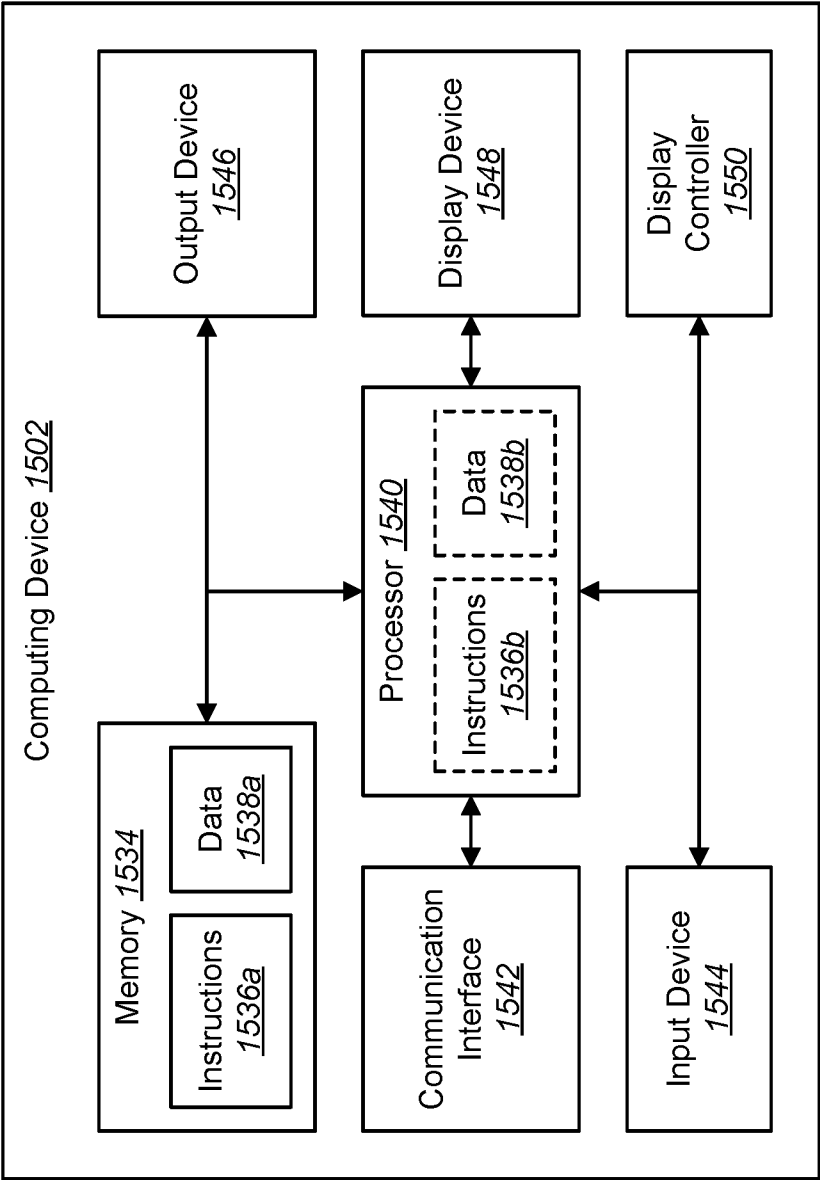 Computing Device 1502
Memory 1534
Instructions
1536a
Data
1538a
Output Device
1546
Communication
Interface
1542
Processor 1540
Instructions
1536b
Data
1538b
Display Device
1548
Input Device
1544
Display
Controller
1550